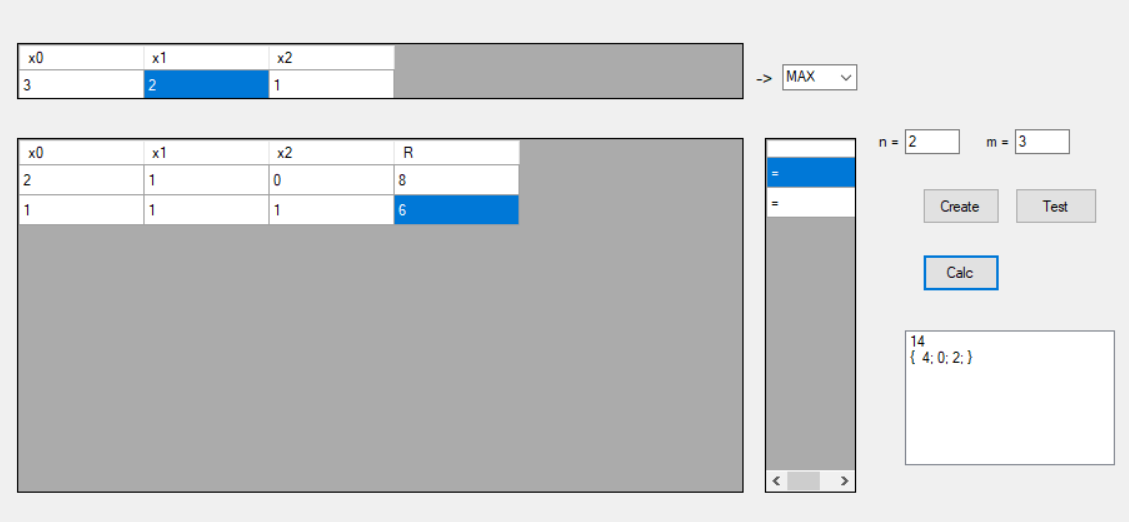 x0 x1 x2
3 2 1
-> MAX
n = 2 m = 3
x0 x1 x2 R
2 1 0 8 =
1 1 1 6 =
Create Test
Calc
14
{ 4; 0; 2; }